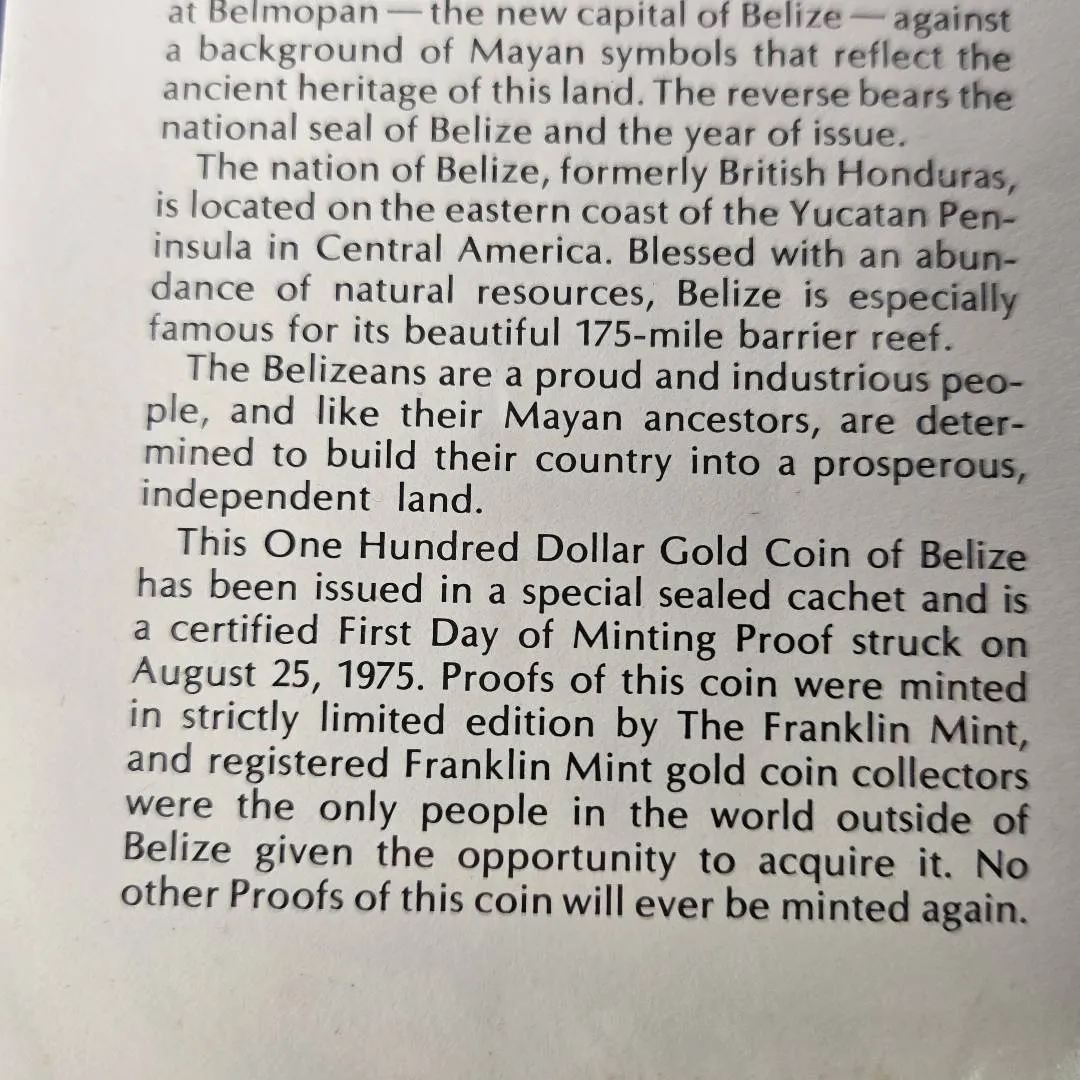 at Belmopan — the new capital of Belize — against
a background of Mayan symbols that reflect the
ancient heritage of this land. The reverse bears the
national seal of Belize and the year of issue.
The nation of Belize, formerly British Honduras,
is located on the eastern coast of the Yucatan Pen-
insula in Central America. Blessed with an abun-
dance of natural resources, Belize is especially
famous for its beautiful 175-mile barrier reef.
The Belizeans are a proud and industrious peo-
ple, and like their Mayan ancestors, are deter-
mined to build their country into a prosperous,
independent land.
This One Hundred Dollar Gold Coin of Belize
has been issued in a special sealed cachet and is
a certified First Day of Minting Proof struck on
August 25, 1975. Proofs of this coin were minted
in strictly limited edition by The Franklin Mint,
and registered Franklin Mint gold coin collectors
were the only people in the world outside of
Belize given the opportunity to acquire it. No
other Proofs of this coin will ever be minted again.